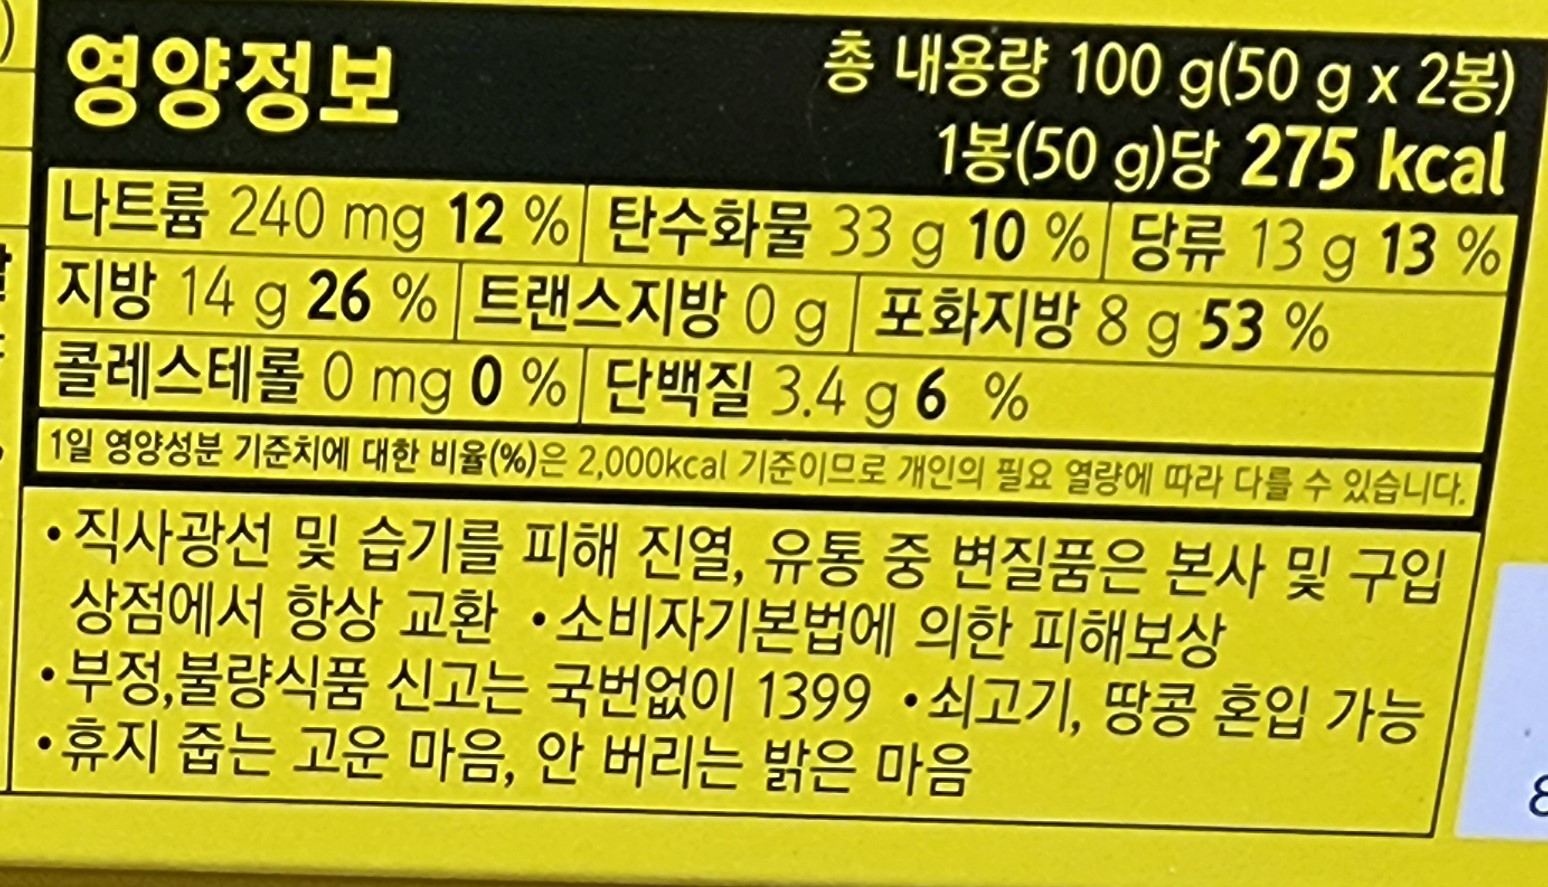 영양정보
총 내용량 100 g(50 g x 2봉)
1봉(50 g)당 275 kcal
나트륨 240 mg 12 % 탄수화물 33 g 10 % 당류 13 g 13 %
지방 14 g 26 % 트랜스지방 0 g 포화지방 8 g 53 %
콜레스테롤 0 mg 0 % 단백질 3.4 g 6 %
1일 영양성분 기준치에 대한 비율(%)은 2,000kcal 기준이므로 개인의 필요 열량에 따라 다를 수 있습니다.
•직사광선 및 습기를 피해 진열, 유통 중 변질품은 본사 및 구입
상점에서 항상 교환 •소비자기본법에 의한 피해보상
•부정,불량식품 신고는 국번없이 1399 •쇠고기, 땅콩 혼입 가능
•휴지 줍는 고운 마음, 안 버리는 밝은 마음